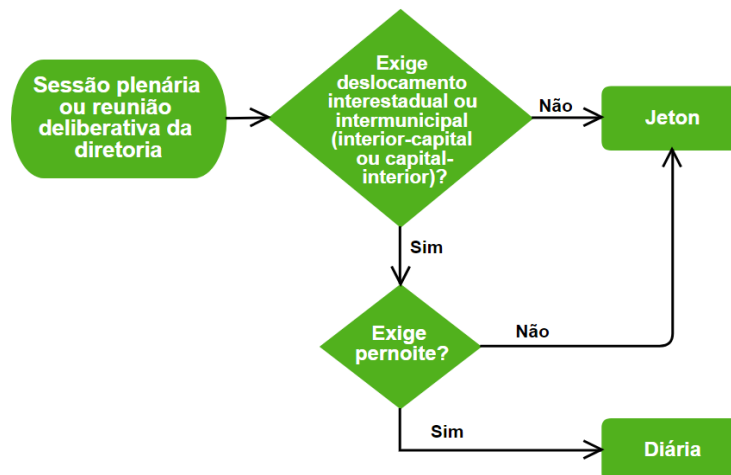 Sessão plenária
ou reunião
deliberativa da
diretoria
Exige
deslocamento
interestadual ou
intermunicipal
(interior-capital
ou capital-
interior)?
Não
Jeton
Sim
Exige
pernoite?
Não
Sim
Diária